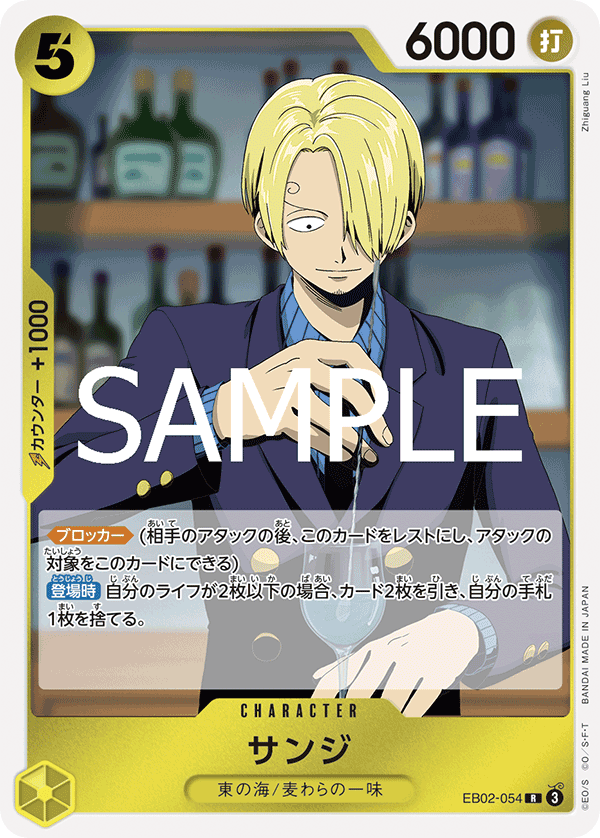 5
6000
打
Zhiguang Liu
カウンター +1000
SAMPLE
ブロッカー (相手のアタックの後、このカードをレストにし、アタックの
対象をこのカードにできる)
登場時 自分のライフが2枚以下の場合、カード2枚を引き、自分の手札
1枚を捨てる。
CHARACTER
サンジ
東の海/麦わらの一味
EB02-054 R 3
©E.O/S ©O/S・F・T BANDAI MADE IN JAPAN